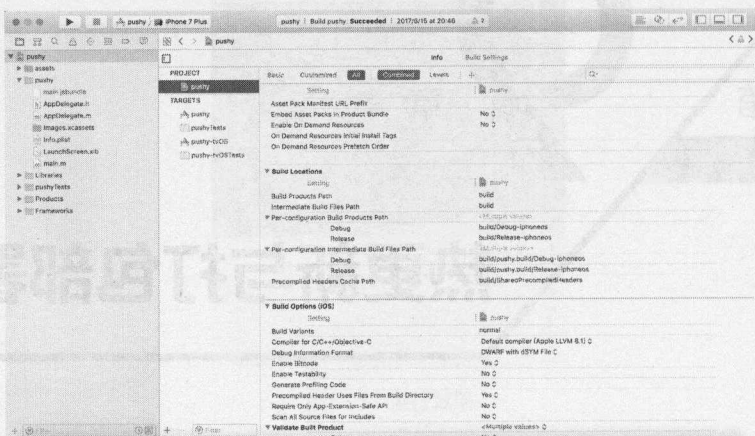 pushy
iPhone 7 Plus
pushy | Build pushy: Succeeded | 2017/6/15 at 20:46
2
pushy
pushy
assets
pushy
main.jsbundle
AppDelegate.h
AppDelegate.m
Images.xcassets
Info.plist
LaunchScreen.xib
main.m
Libraries
pushyTests
Products
Frameworks
Filter
PROJECT
pushy
TARGETS
pushy
pushyTests
pushy-tvOS
pushy-tvOSTests
Filter
Info Build Settings
Basic Customized All Combined Levels +
Setting pushy
Asset Pack Manifest URL Prefix
Embed Asset Packs In Product Bundle No
Enable On Demand Resources No
On Demand Resources Initial Install Tags
On Demand Resources Prefetch Order
Build Locations
Setting pushy
Build Products Path build
Intermediate Build Files Path build
Per-configuration Build Products Path <Multiple values>
Debug build/Debug-iphoneos
Release build/Release-iphoneos
Per-configuration Intermediate Build Files Path <Multiple values>
Debug build/pushy.build/Debug-iphoneos
Release build/pushy.build/Release-iphoneos
Precompiled Headers Cache Path build/SharedPrecompiledHeaders
Build Options (iOS)
Setting pushy
Build Variants normal
Compiler for C/C++/Objective-C Default compiler (Apple LLVM 8.1)
Debug Information Format DWARF with dSYM File
Enable Bitcode Yes
Enable Testability No
Generate Profiling Code No
Precompiled Header Uses Files From Build Directory Yes
Require Only App-Extension-Safe API No
Scan All Source Files for Includes No
Validate Built Product <Multiple values>